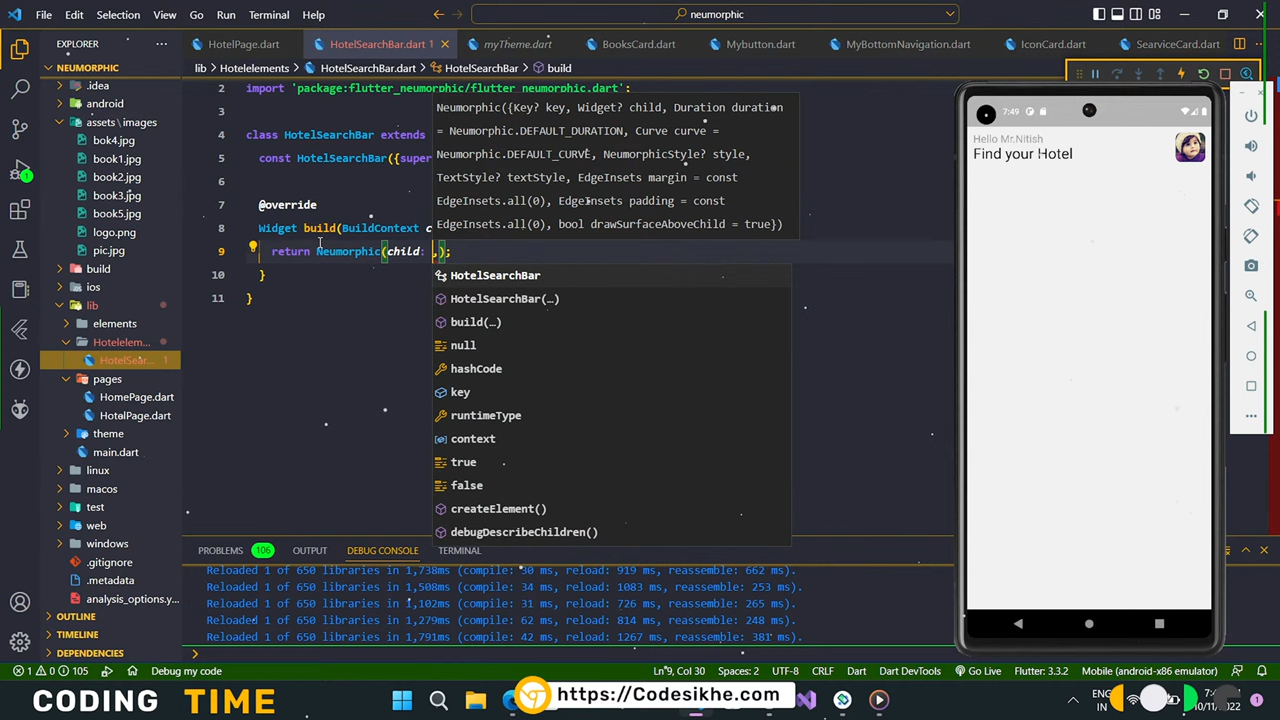 File Edit Selection View Go Run Terminal Help
neumorphic
EXPLORER
HotelPage.dart
HotelSearchBar.dart 1
myTheme.dart
BooksCard.dart
Mybutton.dart
MyBottomNavigation.dart
IconCard.dart
SearviceCard.dart
NEUMORPHIC
lib > Hotelelements > HotelSearchBar.dart > HotelSearchBar > build
.idea
android
assets\images
bok4.jpg
book1.jpg
book2.jpg
book3.jpg
book5.jpg
logo.png
pic.jpg
build
ios
lib
elements
Hotelelem...
HotelSear... 1
pages
HomePage.dart
HotelPage.dart
theme
main.dart
linux
macos
test
web
windows
.gitignore
.metadata
analysis_options.y...
OUTLINE
TIMELINE
DEPENDENCIES
2 import 'package:flutter_neumorphic/flutter_neumorphic.dart';
3
4 class HotelSearchBar extends
5 const HotelSearchBar({super
6
7 @override
8 Widget build(BuildContext c
9 return Neumorphic(child: ,);
10 }
11 }
Neumorphic({Key? key, Widget? child, Duration duration
= Neumorphic.DEFAULT_DURATION, Curve curve =
Neumorphic.DEFAULT_CURVE, NeumorphicStyle? style,
TextStyle? textStyle, EdgeInsets margin = const
EdgeInsets.all(0), EdgeInsets padding = const
EdgeInsets.all(0), bool drawSurfaceAboveChild = true})
HotelSearchBar
HotelSearchBar(…)
build(…)
null
hashCode
key
runtimeType
context
true
false
createElement()
debugDescribeChildren()
7:49
Hello Mr.Nitish
Find your Hotel
PROBLEMS 106 OUTPUT DEBUG CONSOLE TERMINAL
Reloaded 1 of 650 libraries in 1,738ms (compile: 30 ms, reload: 919 ms, reassemble: 662 ms).
Reloaded 1 of 650 libraries in 1,508ms (compile: 34 ms, reload: 1083 ms, reassemble: 253 ms).
Reloaded 1 of 650 libraries in 1,102ms (compile: 31 ms, reload: 726 ms, reassemble: 265 ms).
Reloaded 1 of 650 libraries in 1,279ms (compile: 62 ms, reload: 814 ms, reassemble: 248 ms).
Reloaded 1 of 650 libraries in 1,791ms (compile: 42 ms, reload: 1267 ms, reassemble: 381 ms).
1 105 Debug my code
Ln 9, Col 30 Spaces: 2 UTF-8 CRLF Dart Dart DevTools Go Live Flutter: 3.3.2 Mobile (android-x86 emulator)
CODING TIME
https://Codesikhe.com
ENG
IN
10/11/2022